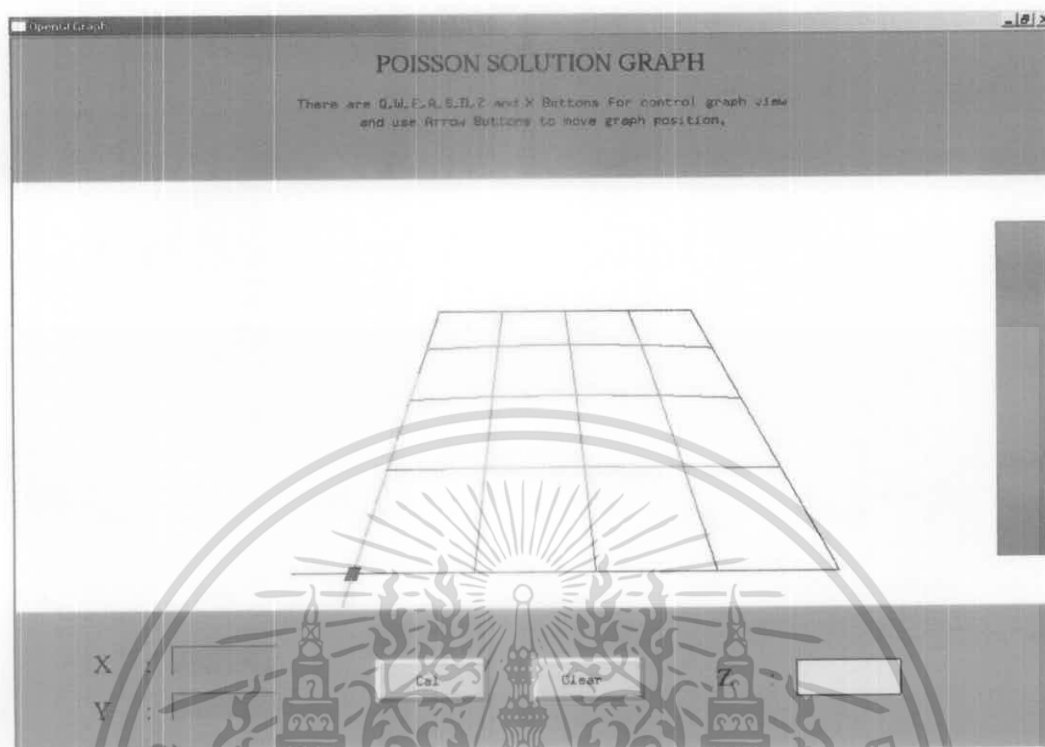 OpenGl Graph
POISSON SOLUTION GRAPH
There are Q,W,E,A,S,D,Z and X Buttons for control graph view
and use Arrow Buttons to move graph position.
X :
Cal
Clear
Z :
Y :